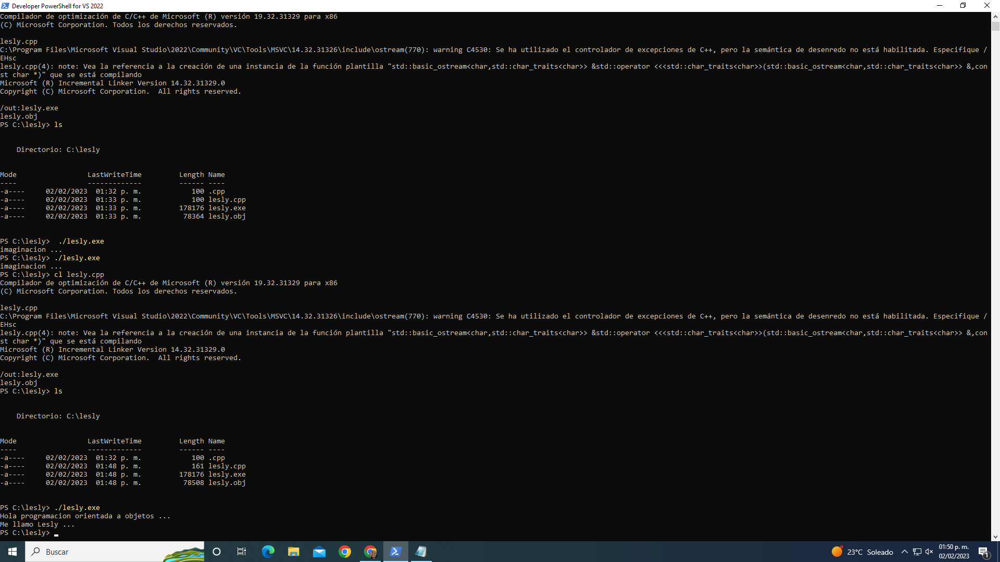 Developer PowerShell for VS 2022
Compilador de optimización de C/C++ de Microsoft (R) versión 19.32.31329 para x86
(C) Microsoft Corporation. Todos los derechos reservados.
lesly.cpp
C:\Program Files\Microsoft Visual Studio\2022\Community\VC\Tools\MSVC\14.32.31326\include\ostream(770): warning C4530: Se ha utilizado el controlador de excepciones de C++, pero la semántica de desenredo no está habilitada. Especifique /
EHsc
lesly.cpp(4): note: Vea la referencia a la creación de una instancia de la función plantilla "std::basic_ostream<char,std::char_traits<char>> &std::operator <<<std::char_traits<char>>(std::basic_ostream<char,std::char_traits<char>> &,con
st char *)" que se está compilando
Microsoft (R) Incremental Linker Version 14.32.31329.0
Copyright (C) Microsoft Corporation.  All rights reserved.
/out:lesly.exe
lesly.obj
PS C:\lesly> ls
Directorio: C:\lesly
Mode                 LastWriteTime         Length Name
----                 -------------         ------ ----
-a----     02/02/2023  01:32 p. m.            100 .cpp
-a----     02/02/2023  01:33 p. m.            100 lesly.cpp
-a----     02/02/2023  01:33 p. m.         178176 lesly.exe
-a----     02/02/2023  01:33 p. m.          78364 lesly.obj
PS C:\lesly>  ./lesly.exe
imaginacion ...
PS C:\lesly> ./lesly.exe
imaginacion ...
PS C:\lesly> cl lesly.cpp
Compilador de optimización de C/C++ de Microsoft (R) versión 19.32.31329 para x86
(C) Microsoft Corporation. Todos los derechos reservados.
lesly.cpp
C:\Program Files\Microsoft Visual Studio\2022\Community\VC\Tools\MSVC\14.32.31326\include\ostream(770): warning C4530: Se ha utilizado el controlador de excepciones de C++, pero la semántica de desenredo no está habilitada. Especifique /
EHsc
lesly.cpp(4): note: Vea la referencia a la creación de una instancia de la función plantilla "std::basic_ostream<char,std::char_traits<char>> &std::operator <<<std::char_traits<char>>(std::basic_ostream<char,std::char_traits<char>> &,con
st char *)" que se está compilando
Microsoft (R) Incremental Linker Version 14.32.31329.0
Copyright (C) Microsoft Corporation.  All rights reserved.
/out:lesly.exe
lesly.obj
PS C:\lesly> ls
Directorio: C:\lesly
Mode                 LastWriteTime         Length Name
----                 -------------         ------ ----
-a----     02/02/2023  01:32 p. m.            100 .cpp
-a----     02/02/2023  01:48 p. m.            161 lesly.cpp
-a----     02/02/2023  01:48 p. m.         178176 lesly.exe
-a----     02/02/2023  01:48 p. m.          78508 lesly.obj
PS C:\lesly> ./lesly.exe
Hola programacion orientada a objetos ...
Me llamo Lesly ...
PS C:\lesly>
Buscar
23°C Soleado
01:50 p. m.
02/02/2023
1